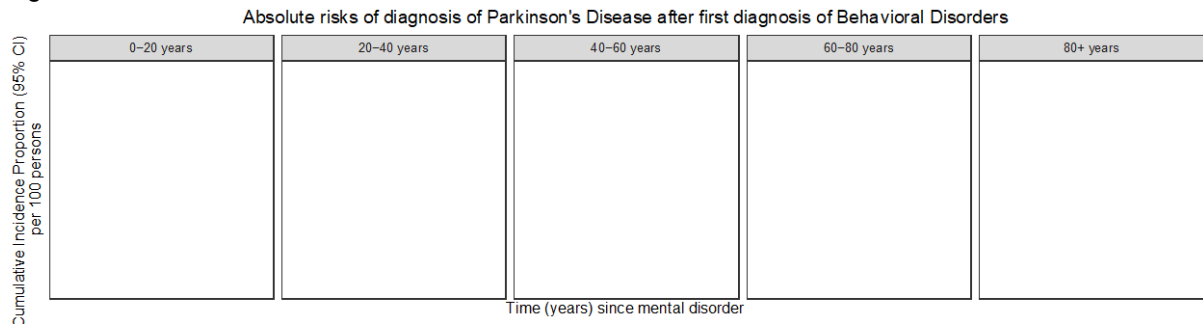 Absolute risks of diagnosis of Parkinson's Disease after first diagnosis of Behavioral Disorders
0−20 years
20−40 years
40−60 years
60−80 years
80+ years
Cumulative Incidence Proportion (95% CI)
per 100 persons
Time (years) since mental disorder